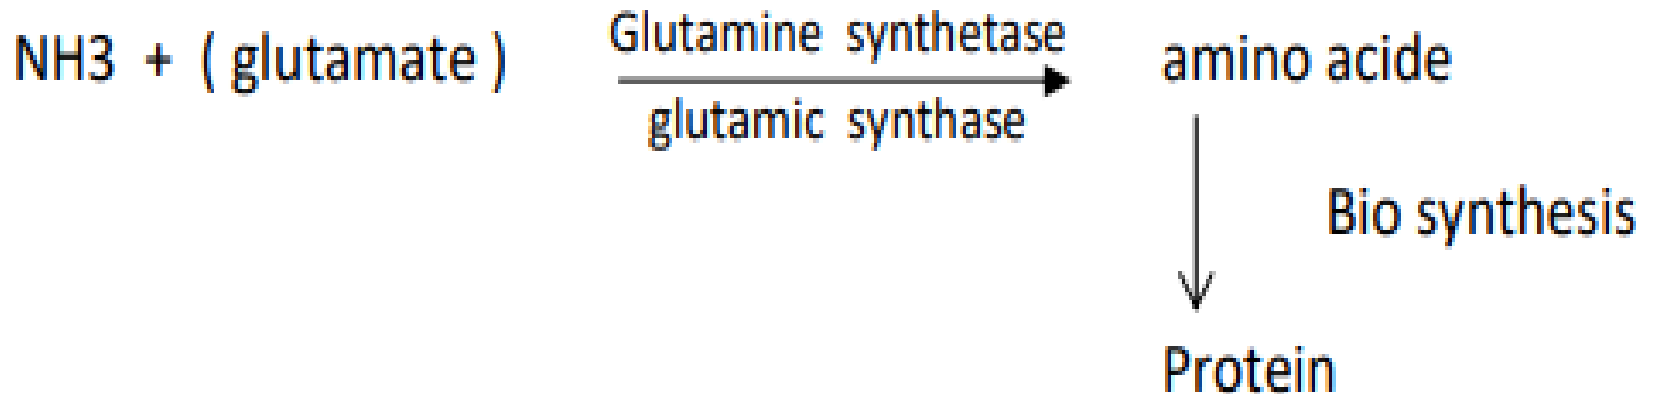 NH3 + ( glutamate )
Glutamine synthetase
glutamic synthase
amino acide
Bio synthesis
Protein